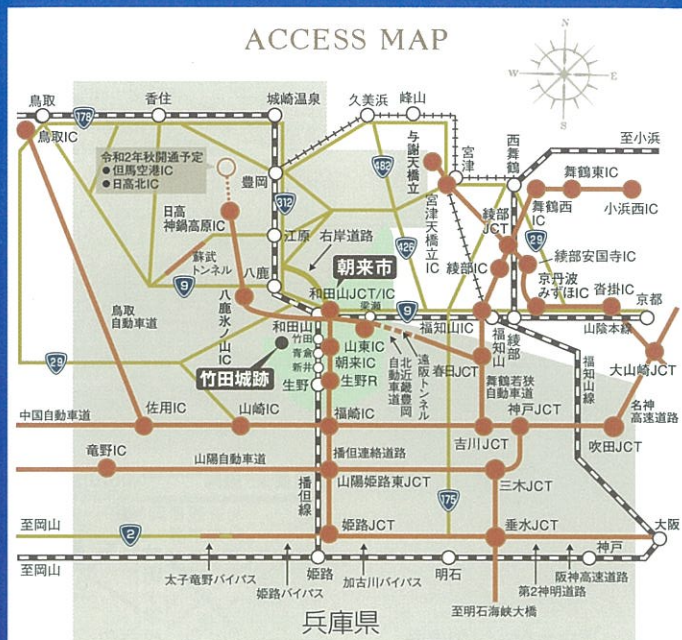 ACCESS MAP
N
W
E
S
鳥取
178
香住
城崎温泉
久美浜
峰山
至小浜
鳥取IC
令和2年秋開通予定
●但馬空港IC
●日高北IC
豊岡
与謝天橋立
宮津
西舞鶴
482
312
舞鶴東IC
日高
神鍋高原IC
江原
右岸道路
宮津天橋立IC
綾部
JCT
舞鶴西
IC
小浜西IC
蘇武
トンネル
八鹿
朝来市
426
29
綾部安国寺IC
9
和田山JCT/IC
綾部IC
京丹波
みずほIC
沓掛IC
京都
八鹿氷ノ山IC
和田山
梁瀬
9
福知山IC
福知山
綾部
山陰本線
鳥取
自動車道
竹田
青倉
新井
山東IC
朝来IC
竹田城跡
生野
生野R
北近畿豊岡
自動車道
遠阪トンネル
春日JCT
舞鶴若狭
自動車道
福知山線
大山崎JCT
29
中国自動車道
佐用IC
山崎IC
福崎IC
神戸JCT
名神
高速道路
吉川JCT
吹田JCT
竜野IC
山陽自動車道
播但連絡道路
山陽姫路東JCT
三木JCT
播但線
175
至岡山
2
姫路JCT
垂水JCT
大阪
至岡山
神戸
太子竜野バイパス
姫路バイパス
姫路
加古川バイパス
明石
第2神明道路
阪神高速道路
至明石海峡大橋
兵庫県